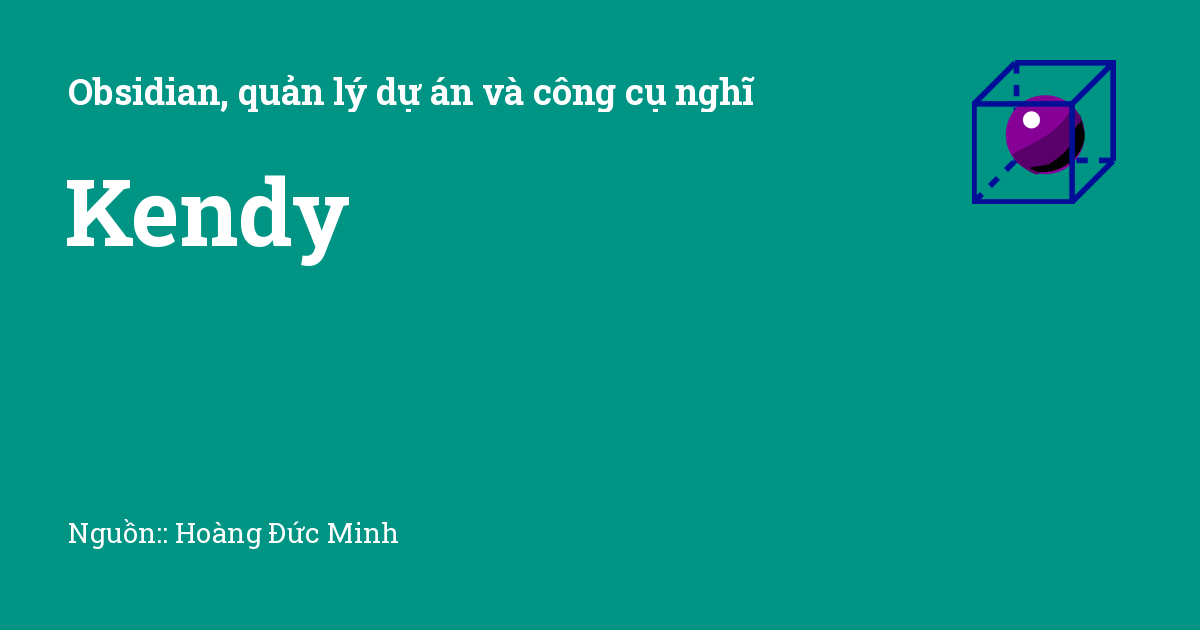 Obsidian, quản lý dự án và công cụ nghĩ
Kendy
Nguồn:: Hoàng Đức Minh